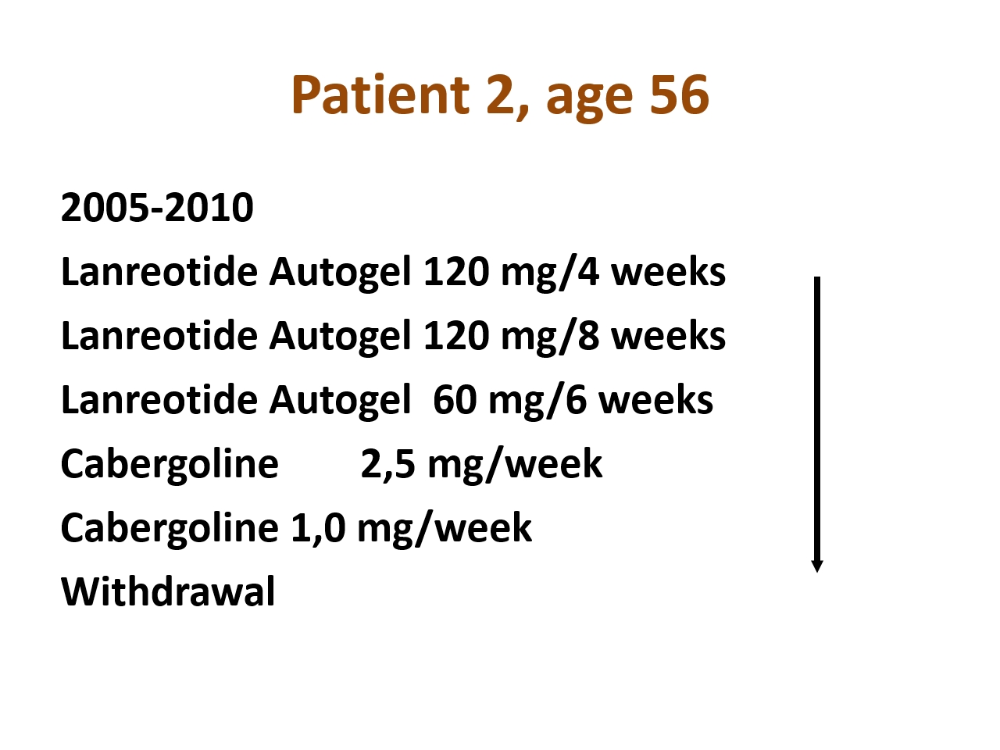 Patient 2, age 56
2005-2010
Lanreotide Autogel 120 mg/4 weeks
Lanreotide Autogel 120 mg/8 weeks
Lanreotide Autogel  60 mg/6 weeks
Cabergoline        2,5 mg/week
Cabergoline 1,0 mg/week
Withdrawal